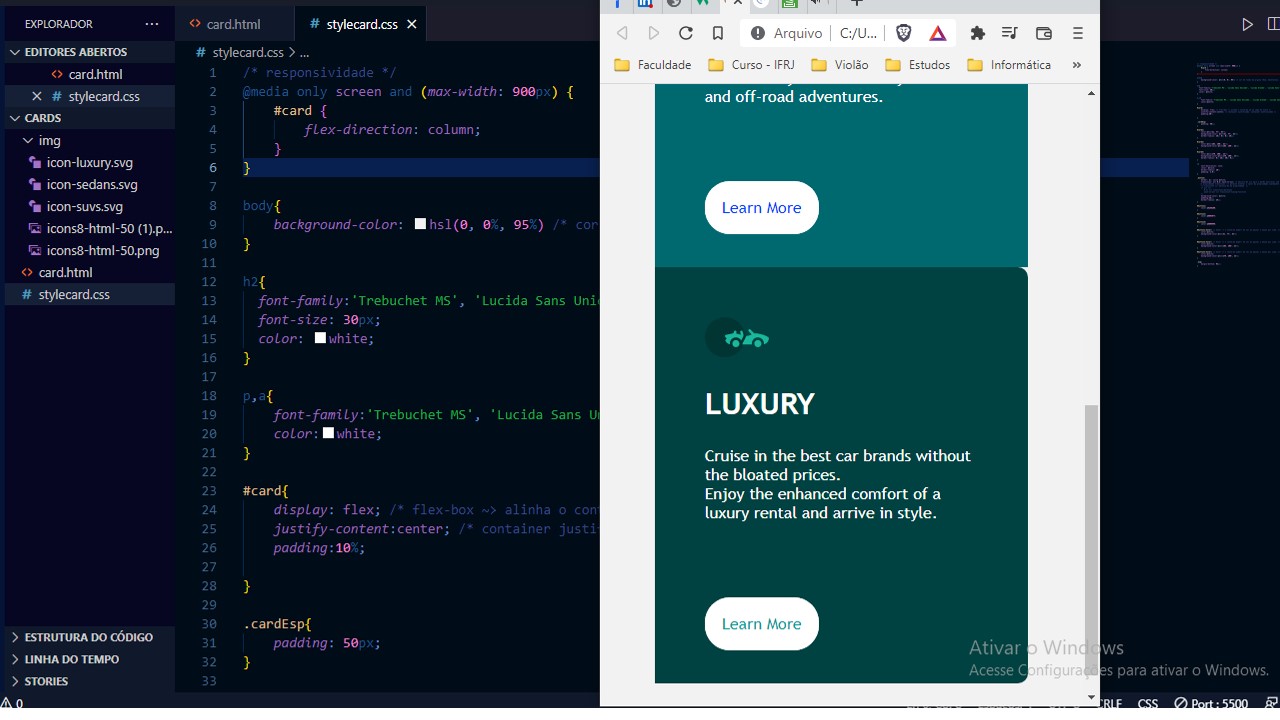 EXPLORADOR ···
EDITORES ABERTOS
card.html
stylecard.css
CARDS
img
icon-luxury.svg
icon-sedans.svg
icon-suvs.svg
icons8-html-50 (1).p...
icons8-html-50.png
card.html
stylecard.css
ESTRUTURA DO CÓDIGO
LINHA DO TEMPO
STORIES
0
card.html
# stylecard.css
# stylecard.css > ...
1 /* responsividade */
2 @media only screen and (max-width: 900px) {
3 #card {
4 flex-direction: column;
5 }
6 }
7
8 body{
9 background-color: hsl(0, 0%, 95%) /* cor
10 }
11
12 h2{
13 font-family:'Trebuchet MS', 'Lucida Sans Unic
14 font-size: 30px;
15 color: white;
16 }
17
18 p,a{
19 font-family:'Trebuchet MS', 'Lucida Sans Un
20 color:white;
21 }
22
23 #card{
24 display: flex; /* flex-box ~> alinha o con
25 justify-content:center; /* container justi
26 padding:10%;
27
28 }
29
30 .cardEsp{
31 padding: 50px;
32 }
33
Arquivo C:/U...
Faculdade Curso - IFRJ Violão Estudos Informática »
and off-road adventures.
Learn More
LUXURY
Cruise in the best car brands without
the bloated prices.
Enjoy the enhanced comfort of a
luxury rental and arrive in style.
Learn More
Ativar o Windows
Acesse Configurações para ativar o Windows.
CRLF CSS Port : 5500